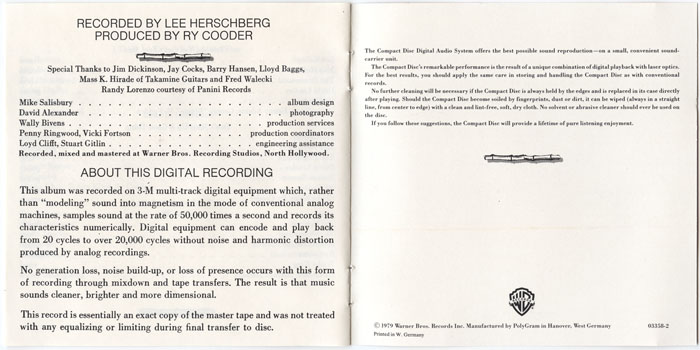 RECORDED BY LEE HERSCHBERG
PRODUCED BY RY COODER
Special Thanks to Jim Dickinson, Jay Cocks, Barry Hansen, Lloyd Baggs,
Mass K. Hirade of Takamine Guitars and Fred Walecki
Randy Lorenzo courtesy of Panini Records
Mike Salisbury . . . . . . . . . . . . . . . . . . . . album design
David Alexander . . . . . . . . . . . . . . . . . . . . photography
Wally Bivens . . . . . . . . . . . . . . . . . . production services
Penny Ringwood, Vicki Fortson . . . . . . . . . . production coordinators
Loyd Clifft, Stuart Gitlin . . . . . . . . . . . . . engineering assistance
Recorded, mixed and mastered at Warner Bros. Recording Studios, North Hollywood.
ABOUT THIS DIGITAL RECORDING
This album was recorded on 3-M multi-track digital equipment which, rather
than “modeling” sound into magnetism in the mode of conventional analog
machines, samples sound at the rate of 50,000 times a second and records its
characteristics numerically. Digital equipment can encode and play back
from 20 cycles to over 20,000 cycles without noise and harmonic distortion
produced by analog recordings.
No generation loss, noise build-up, or loss of presence occurs with this form
of recording through mixdown and tape transfers. The result is that music
sounds cleaner, brighter and more dimensional.
This record is essentially an exact copy of the master tape and was not treated
with any equalizing or limiting during final transfer to disc.
The Compact Disc Digital Audio System offers the best possible sound reproduction—on a small, convenient sound-
carrier unit.
The Compact Disc's remarkable performance is the result of a unique combination of digital playback with laser optics.
For the best results, you should apply the same care in storing and handling the Compact Disc as with conventional
records.
No further cleaning will be necessary if the Compact Disc is always held by the edges and is replaced in its case directly
after playing. Should the Compact Disc become soiled by fingerprints, dust or dirt, it can be wiped (always in a straight
line, from center to edge) with a clean and lint-free, soft, dry cloth. No solvent or abrasive cleaner should ever be used on
the disc.
If you follow these suggestions, the Compact Disc will provide a lifetime of pure listening enjoyment.
© 1979 Warner Bros. Records Inc. Manufactured by PolyGram in Hanover, West Germany 03358-2
Printed in W. Germany